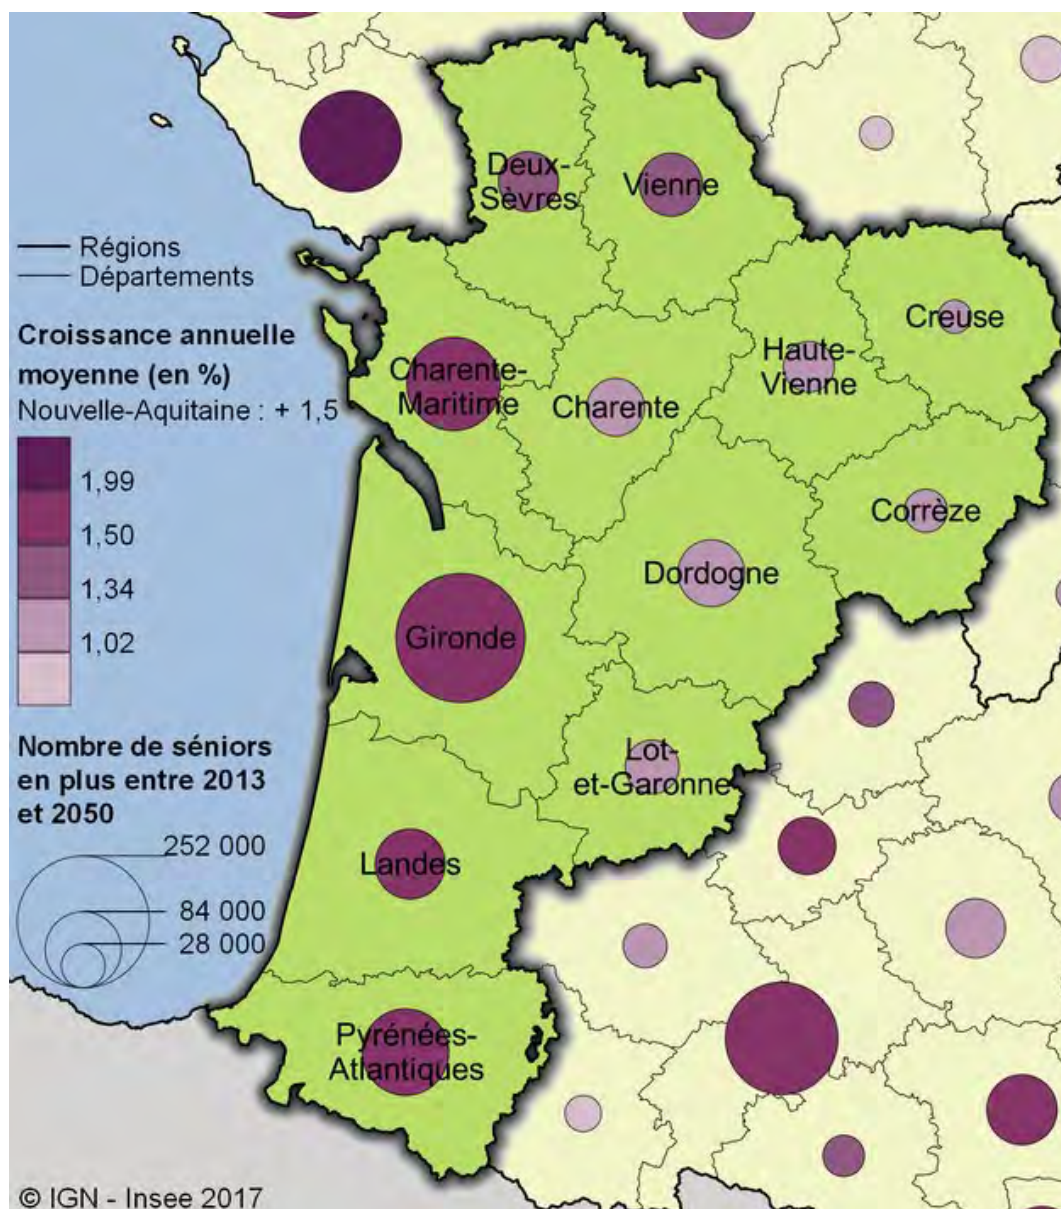 Deux-
Sèvres
Vienne
Régions
Départements
Croissance annuelle
moyenne (en %)
Nouvelle-Aquitaine : + 1,5
1,99
1,50
1,34
1,02
Creuse
Haute-
Vienne
Charente-
Maritime
Charente
Corrèze
Dordogne
Gironde
Lot-
et-Garonne
Nombre de séniors
en plus entre 2013
et 2050
252 000
84 000
28 000
Landes
Pyrénées-
Atlantiques
© IGN - Insee 2017